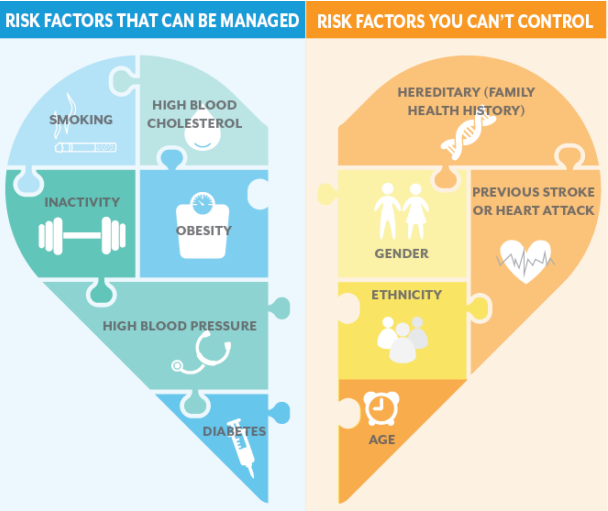 RISK FACTORS THAT CAN BE MANAGED
RISK FACTORS YOU CAN'T CONTROL
SMOKING
HIGH BLOOD
CHOLESTEROL
INACTIVITY
OBESITY
HIGH BLOOD PRESSURE
DIABETES
HEREDITARY (FAMILY
HEALTH HISTORY)
PREVIOUS STROKE
OR HEART ATTACK
GENDER
ETHNICITY
AGE